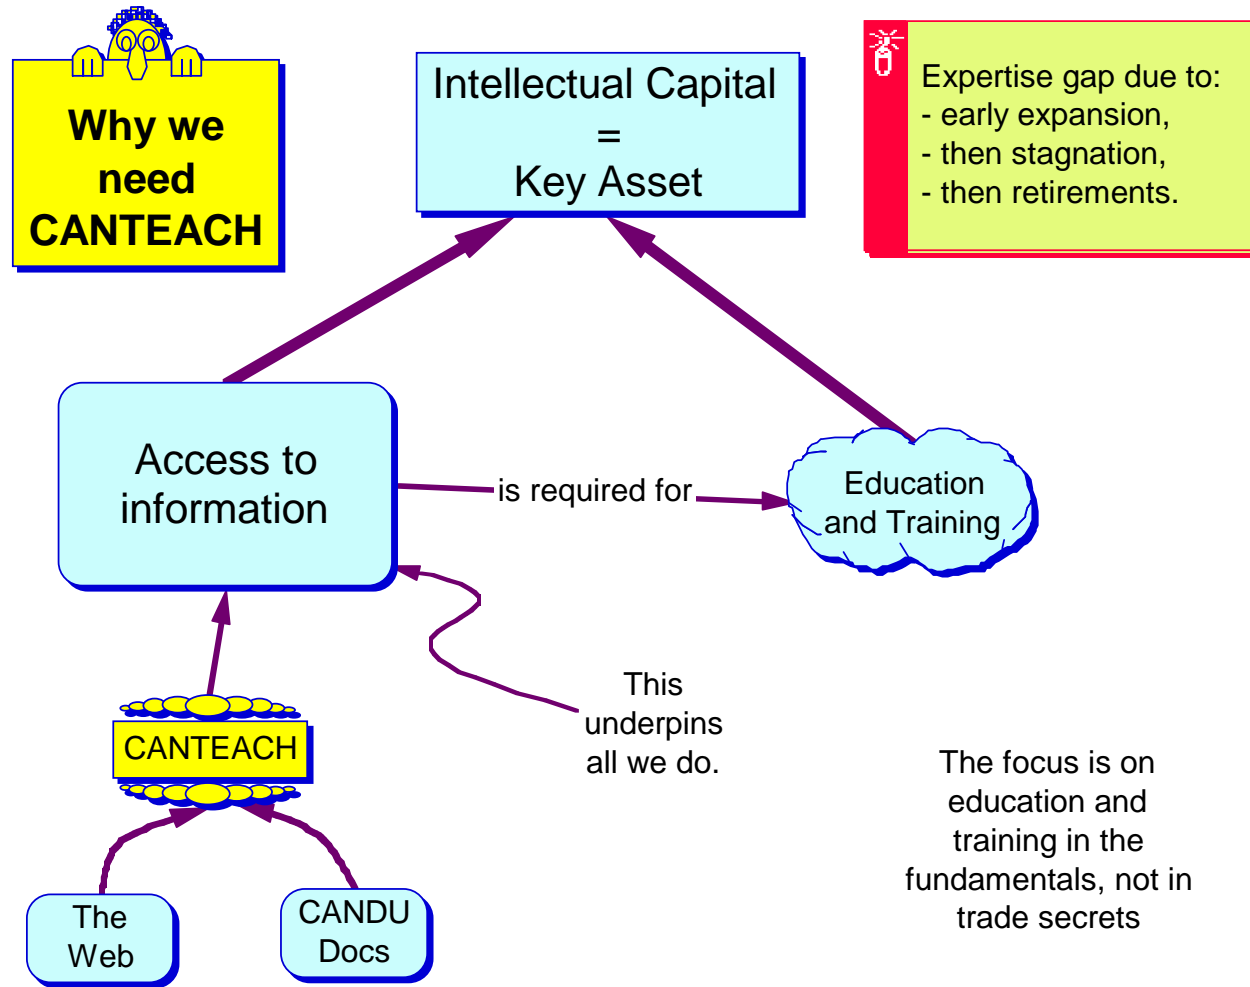 Why we
need
CANTEACH
Intellectual Capital
=
Key Asset
Expertise gap due to:
- early expansion,
- then stagnation,
- then retirements.
Access to
information
is required for
Education
and Training
This
underpins
all we do.
CANTEACH
The focus is on
education and
training in the
fundamentals, not in
trade secrets
The
Web
CANDU
Docs